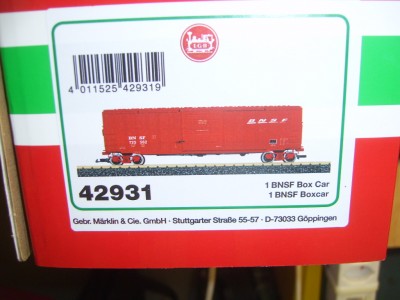 LGB
4 011525 429319
BNSF
BNSF
42931
1 BNSF Box Car
1 BNSF Boxcar
Gebr. Märklin & Cie. GmbH · Stuttgarter Straße 55-57 · D-73033 Göppingen